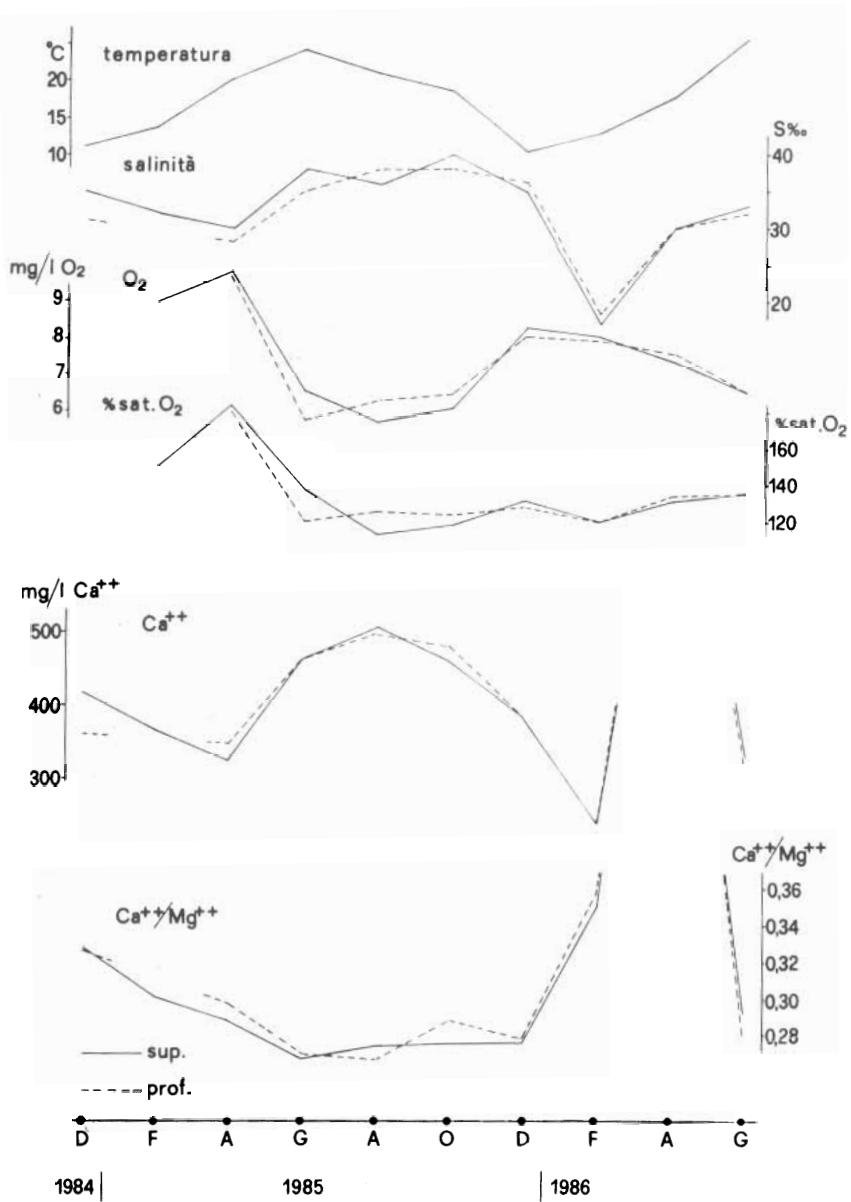 °C
temperatura
20
15
10
S‰
40
30
20
salinità
mg/l O₂
O₂
9
8
7
6
%sat.O₂
%sat.O₂
160
140
120
mg/l Ca⁺⁺
Ca⁺⁺
500
400
300
Ca⁺⁺/Mg⁺⁺
0,36
0,34
0,32
0,30
0,28
Ca⁺⁺/Mg⁺⁺
sup.
prof.
D F A G A O D F A G
1984 1985 1986